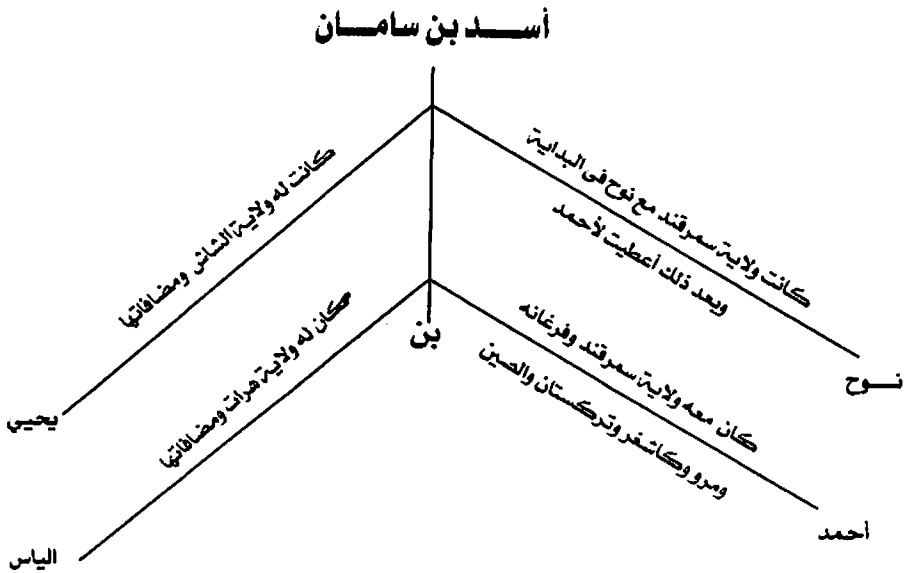 أسد بن سامان
كانت ولاية سمرقند مع نوح فى البداية
وبعد ذلك أعطيت لأحمد
نوح
كانت له ولاية الشاش ومضافاتها
يحيي
بن
كان معه ولاية سمرقند وفرغانه
ومرو وكاشغر وتركستان والصين
أحمد
كان له ولاية هرات ومضافاتها
الياس